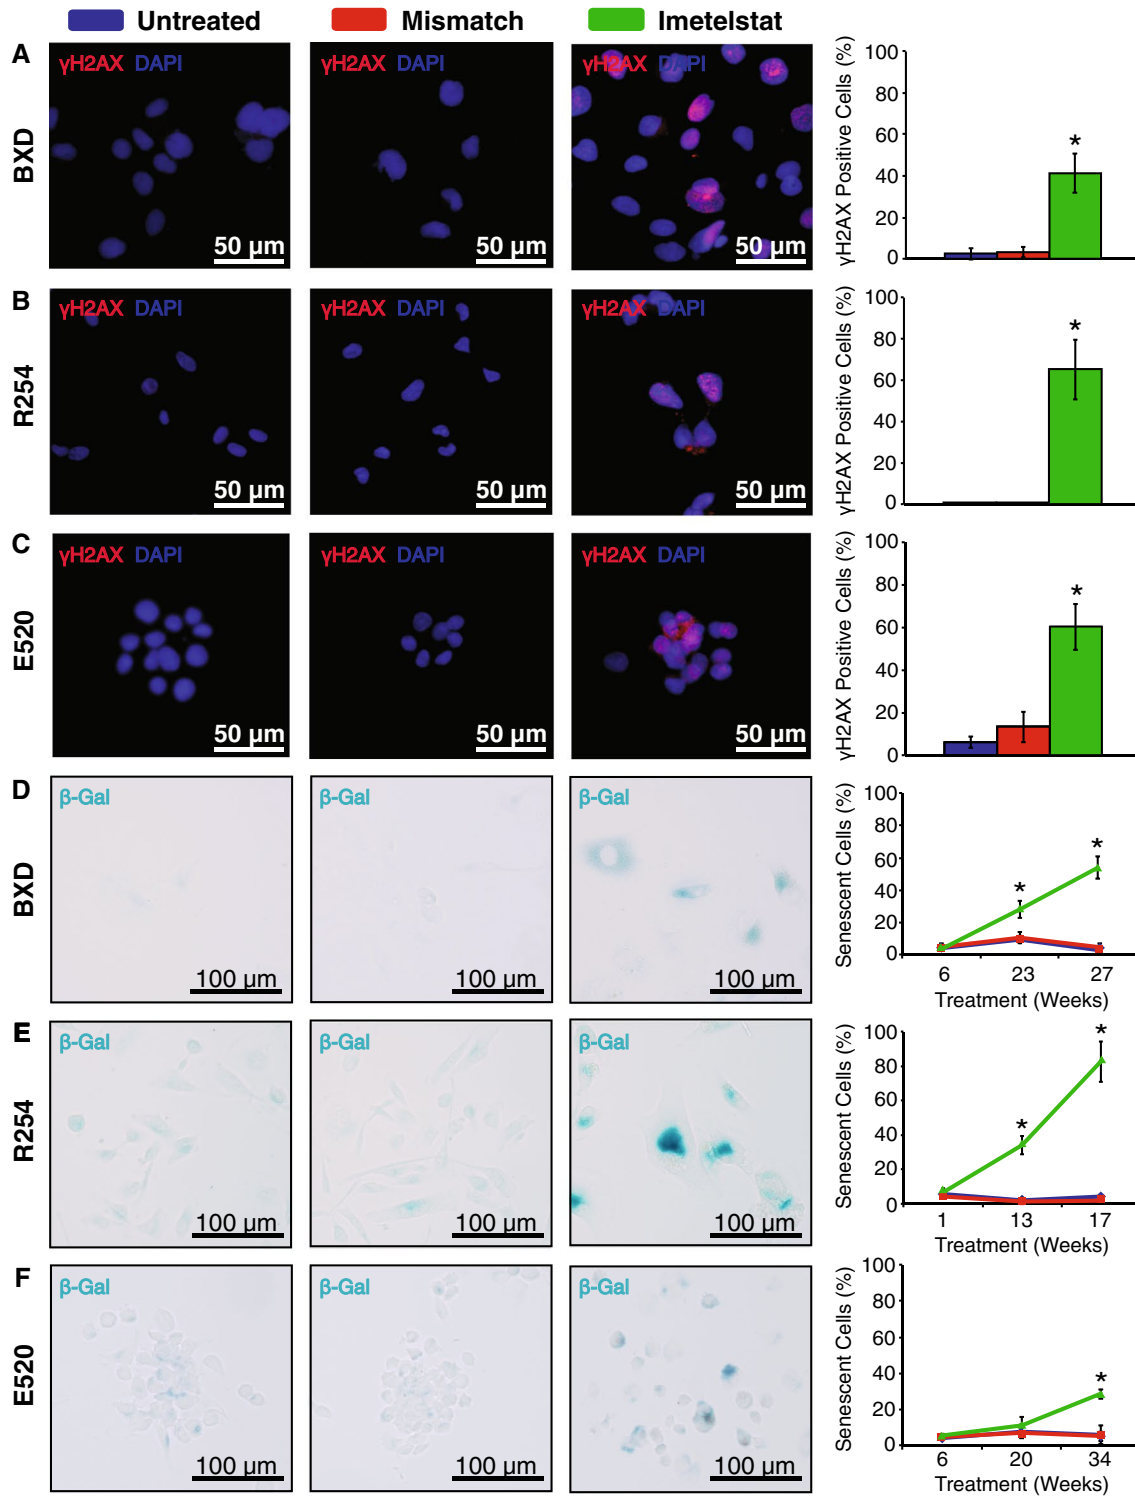 Untreated Mismatch Imetelstat
A
BXD
γH2AX DAPI
50 µm
γH2AX DAPI
50 µm
γH2AX DAPI
50 µm
γH2AX Positive Cells (%)
100
80
60
40
20
0
*
B
R254
γH2AX DAPI
50 µm
γH2AX DAPI
50 µm
γH2AX DAPI
50 µm
γH2AX Positive Cells (%)
100
80
60
40
20
0
*
C
E520
γH2AX DAPI
50 µm
γH2AX DAPI
50 µm
γH2AX DAPI
50 µm
γH2AX Positive Cells (%)
100
80
60
40
20
0
*
D
BXD
β-Gal
100 µm
β-Gal
100 µm
β-Gal
100 µm
Senescent Cells (%)
100
80
60
40
20
0
* *
6 23 27
Treatment (Weeks)
E
R254
β-Gal
100 µm
β-Gal
100 µm
β-Gal
100 µm
Senescent Cells (%)
100
80
60
40
20
0
* *
1 13 17
Treatment (Weeks)
F
E520
β-Gal
100 µm
β-Gal
100 µm
β-Gal
100 µm
Senescent Cells (%)
100
80
60
40
20
0
*
6 20 34
Treatment (Weeks)